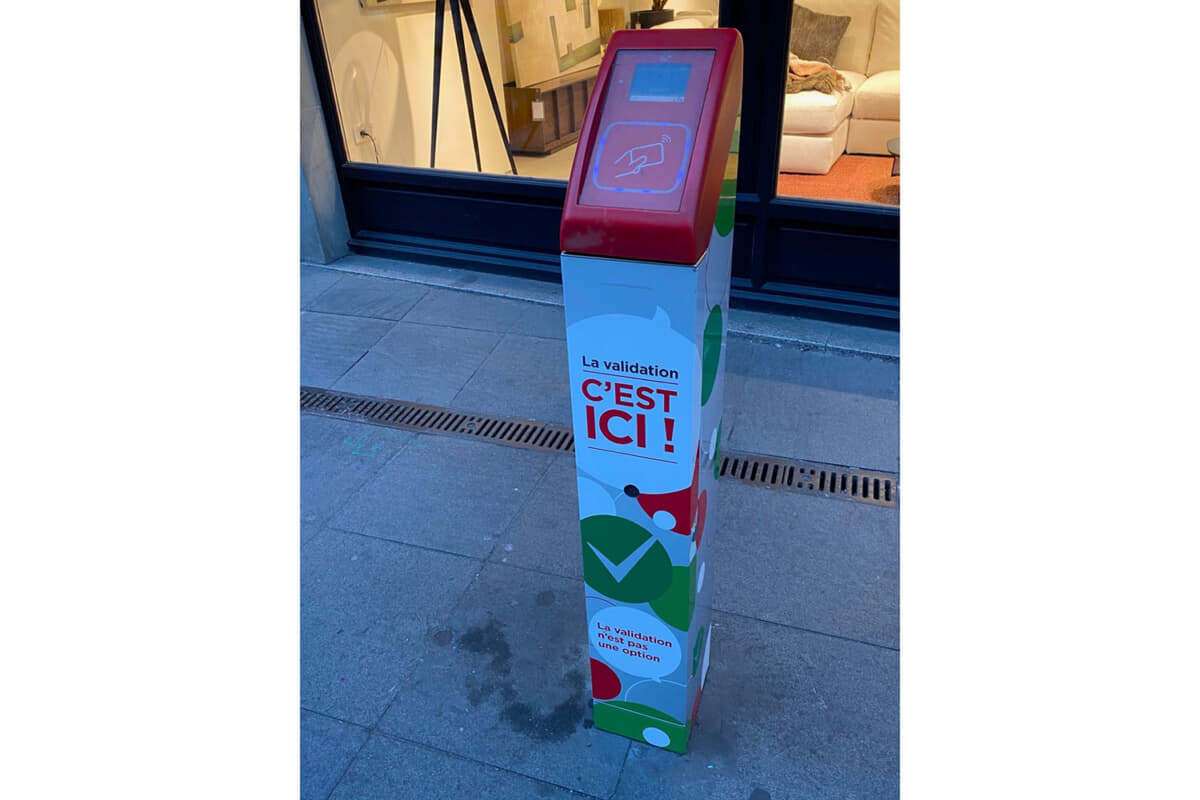 La validation
C'EST
ICI !
La validation
n'est pas
une option